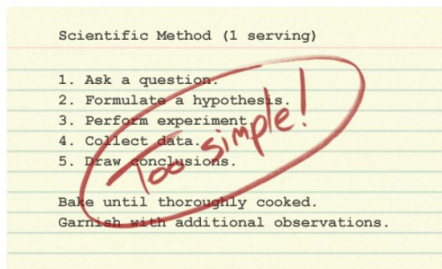 Scientific Method (1 serving)
1. Ask a question.
2. Formulate a hypothesis.
3. Perform experiment.
4. Collect data.
5. Draw conclusions.
Too simple!
Bake until thoroughly cooked.
Garnish with additional observations.